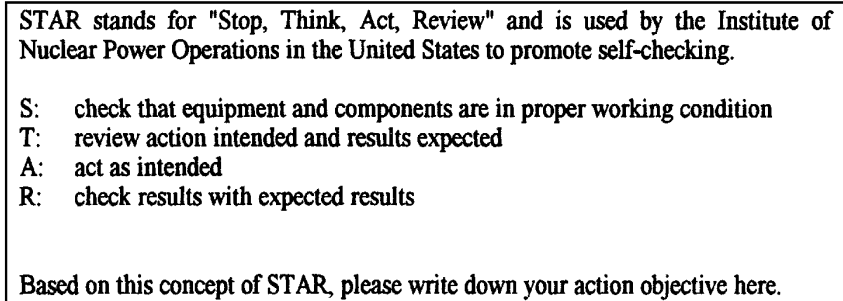 STAR stands for "Stop, Think, Act, Review" and is used by the Institute of
Nuclear Power Operations in the United States to promote self-checking.
S: check that equipment and components are in proper working condition
T: review action intended and results expected
A: act as intended
R: check results with expected results
Based on this concept of STAR, please write down your action objective here.